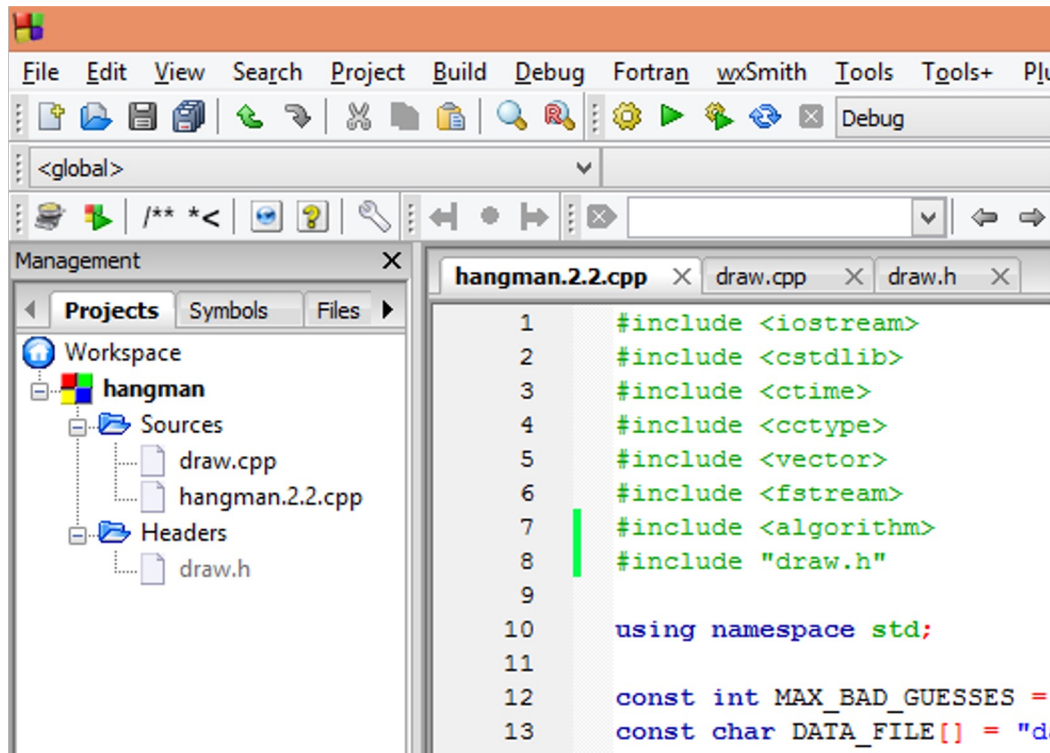 File Edit View Search Project Build Debug Fortran wxSmith Tools Tools+
Debug
<global>
/** *<
Management
Projects Symbols Files
hangman.2.2.cpp draw.cpp draw.h
Workspace
hangman
Sources
draw.cpp
hangman.2.2.cpp
Headers
draw.h
1 #include <iostream>
2 #include <cstdlib>
3 #include <ctime>
4 #include <cctype>
5 #include <vector>
6 #include <fstream>
7 #include <algorithm>
8 #include "draw.h"
9
10 using namespace std;
11
12 const int MAX_BAD_GUESSES =
13 const char DATA_FILE[] =